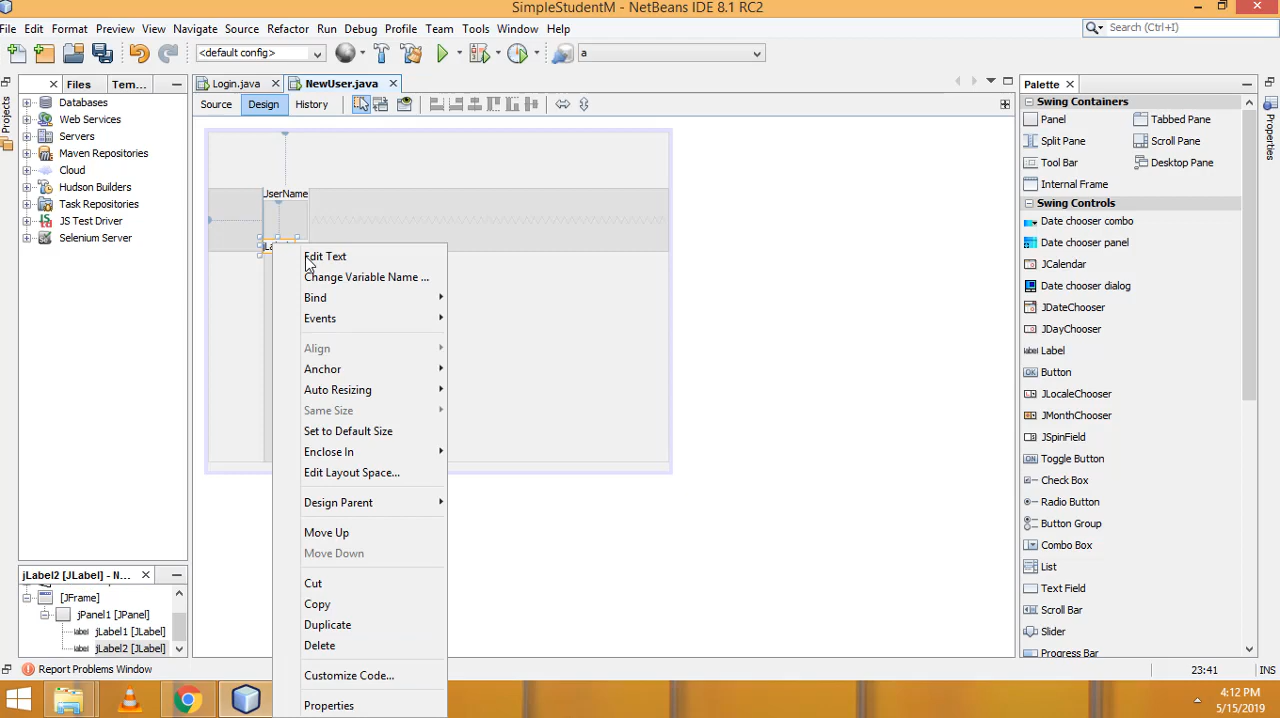 SimpleStudentM - NetBeans IDE 8.1 RC2
File Edit Format Preview View Navigate Source Refactor Run Debug Profile Team Tools Window Help
Search (Ctrl+I)
<default config>
a
Files
Tem...
Login.java
NewUser.java
Palette
Projects
Source
Design
History
Databases
Web Services
Servers
Maven Repositories
Cloud
Hudson Builders
Task Repositories
JS Test Driver
Selenium Server
UserName
Edit Text
Change Variable Name ...
Bind
Events
Align
Anchor
Auto Resizing
Same Size
Set to Default Size
Enclose In
Edit Layout Space...
Design Parent
Move Up
Move Down
Cut
Copy
Duplicate
Delete
Customize Code...
Properties
Swing Containers
Panel
Tabbed Pane
Split Pane
Scroll Pane
Tool Bar
Desktop Pane
Internal Frame
Swing Controls
Date chooser combo
Date chooser panel
JCalendar
Date chooser dialog
JDateChooser
JDayChooser
Label
Button
JLocaleChooser
JMonthChooser
JSpinField
Toggle Button
Check Box
Radio Button
Button Group
Combo Box
List
Text Field
Scroll Bar
Slider
Progress Bar
Properties
jLabel2 [JLabel] - N...
[JFrame]
jPanel1 [JPanel]
jLabel1 [JLabel]
jLabel2 [JLabel]
Report Problems Window
23:41
INS
4:12 PM
5/15/2019